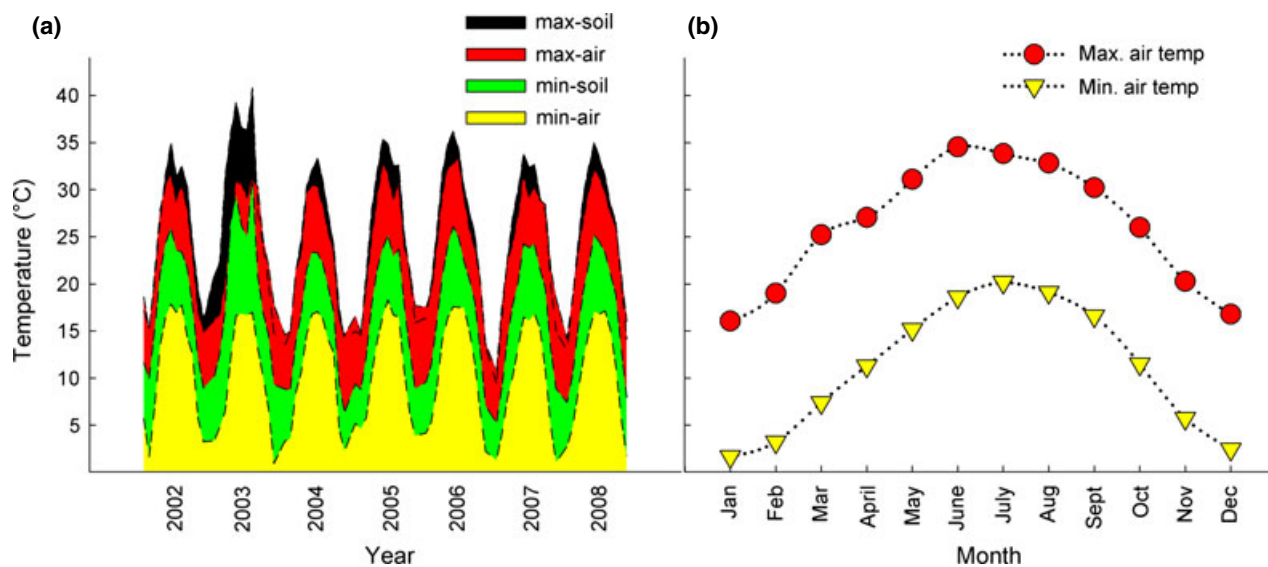 (a)
max-soil
max-air
min-soil
min-air
Temperature (°C)
40
35
30
25
20
15
10
5
2002
2003
2004
2005
2006
2007
2008
Year
(b)
Max. air temp
Min. air temp
Jan
Feb
Mar
April
May
June
July
Aug
Sept
Oct
Nov
Dec
Month